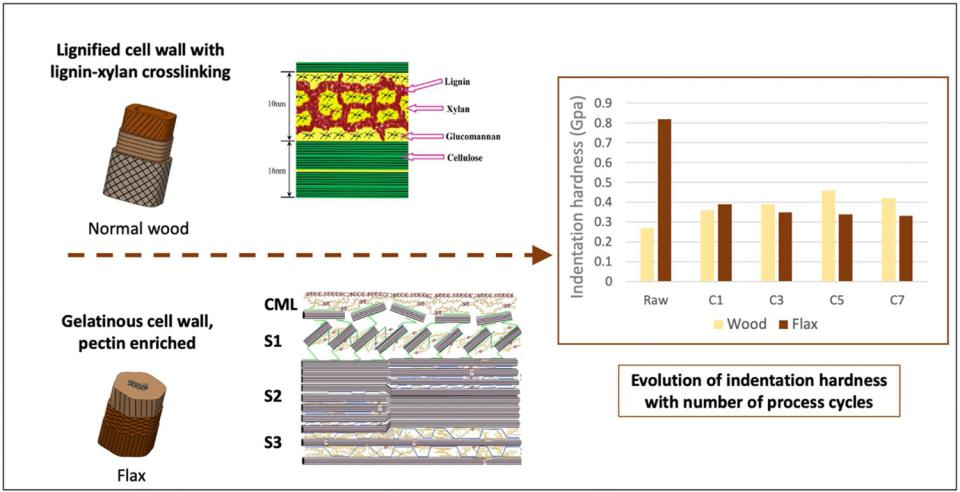 Lignified cell wall with
lignin-xylan crosslinking
Normal wood
10nm
16nm
Lignin
Xylan
Glucomannan
Cellulose
Gelatinous cell wall,
pectin enriched
Flax
CML
S1
S2
S3
Indentation hardness (Gpa)
0.9
0.8
0.7
0.6
0.5
0.4
0.3
0.2
0.1
0
Raw C1 C3 C5 C7
Wood Flax
Evolution of indentation hardness
with number of process cycles